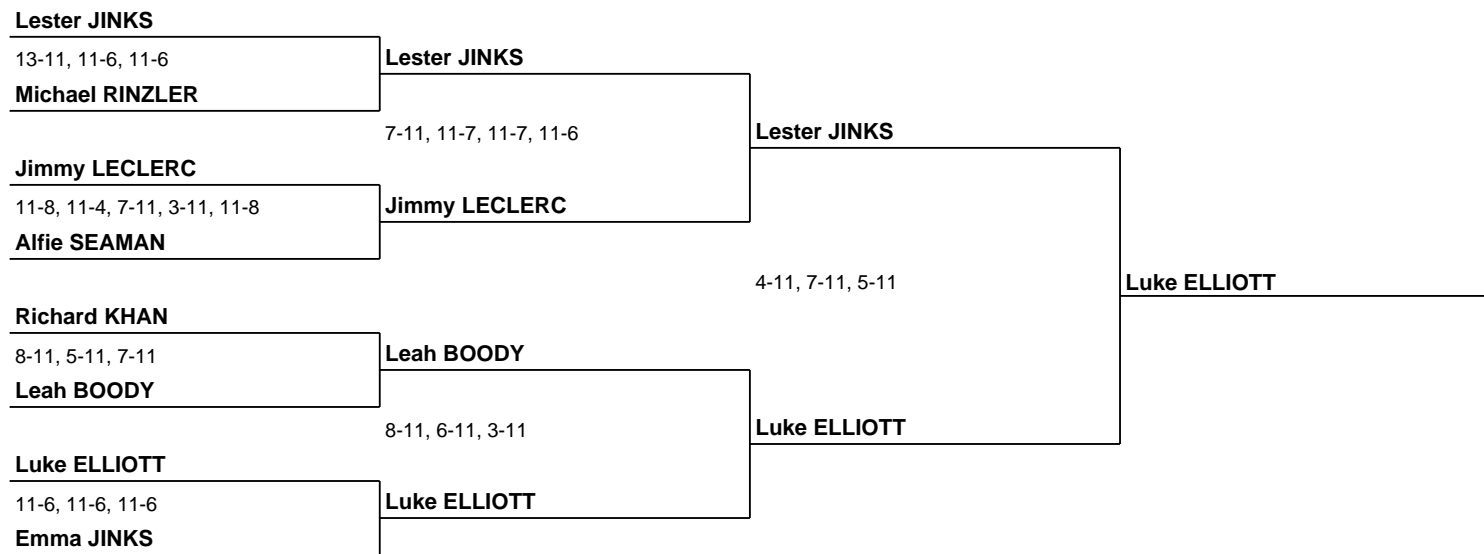 Lester JINKS
13-11, 11-6, 11-6
Michael RINZLER
Jimmy LECLERC
11-8, 11-4, 7-11, 3-11, 11-8
Alfie SEAMAN
Richard KHAN
8-11, 5-11, 7-11
Leah BOODY
Luke ELLIOTT
11-6, 11-6, 11-6
Emma JINKS
Lester JINKS
7-11, 11-7, 11-7, 11-6
Jimmy LECLERC
Leah BOODY
8-11, 6-11, 3-11
Luke ELLIOTT
Lester JINKS
4-11, 7-11, 5-11
Luke ELLIOTT
Luke ELLIOTT